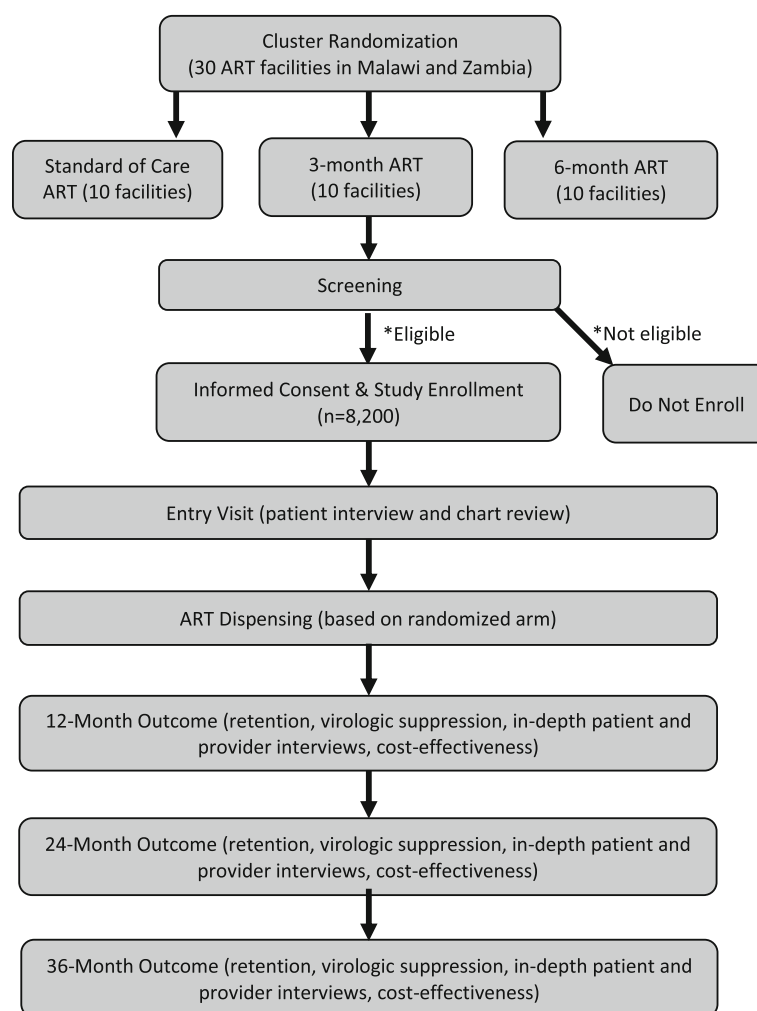 Cluster Randomization
(30 ART facilities in Malawi and Zambia)
Standard of Care
ART (10 facilities)
3-month ART
(10 facilities)
6-month ART
(10 facilities)
Screening
*Eligible
*Not eligible
Informed Consent & Study Enrollment
(n=8,200)
Do Not Enroll
Entry Visit (patient interview and chart review)
ART Dispensing (based on randomized arm)
12-Month Outcome (retention, virologic suppression, in-depth patient and
provider interviews, cost-effectiveness)
24-Month Outcome (retention, virologic suppression, in-depth patient and
provider interviews, cost-effectiveness)
36-Month Outcome (retention, virologic suppression, in-depth patient and
provider interviews, cost-effectiveness)